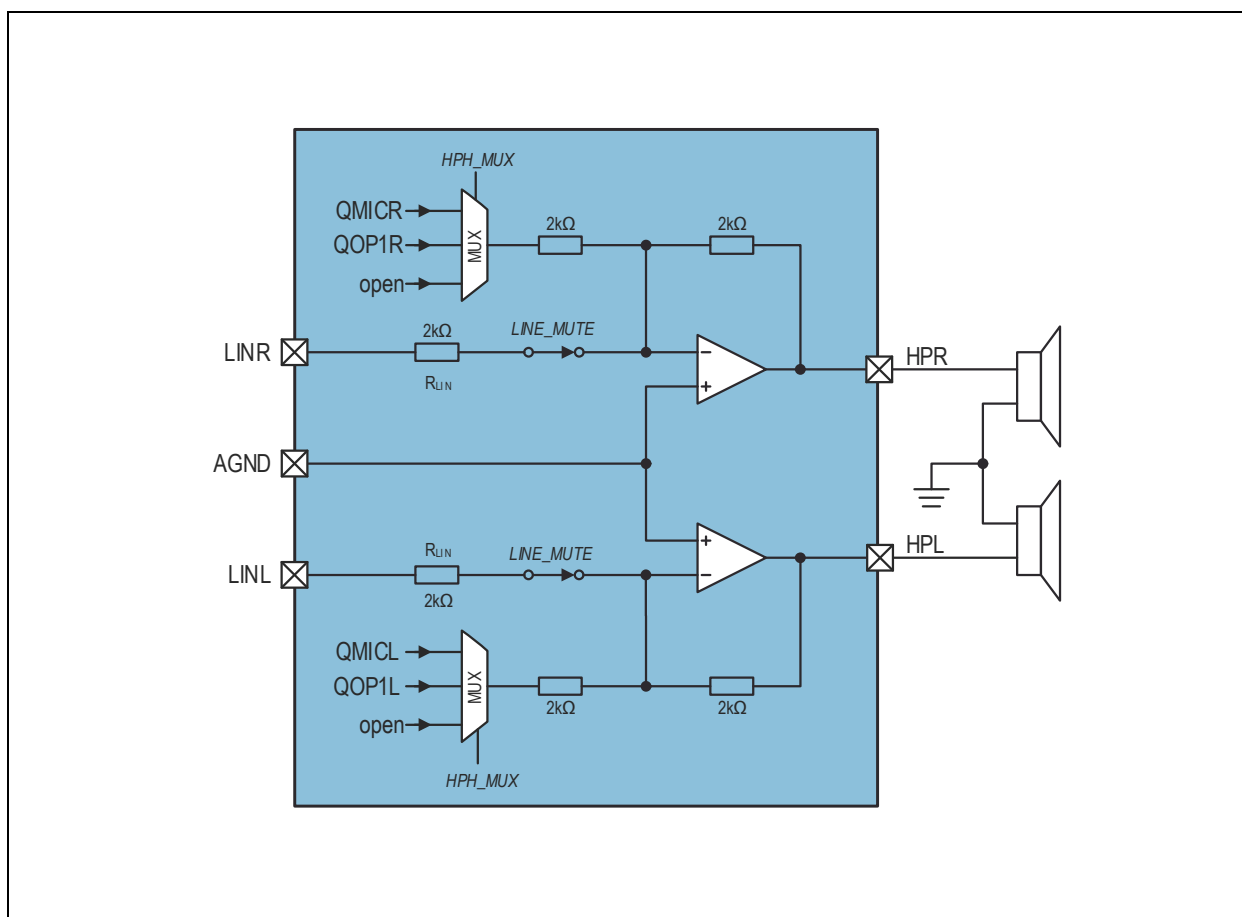 HPH_MUX
QMICR
QOP1R
open
MUX
2kΩ
2kΩ
LINR
2kΩ
RLIN
LINE_MUTE
−
+
HPR
AGND
LINL
RLIN
2kΩ
LINE_MUTE
+
−
HPL
QMICL
QOP1L
open
MUX
2kΩ
2kΩ
HPH_MUX